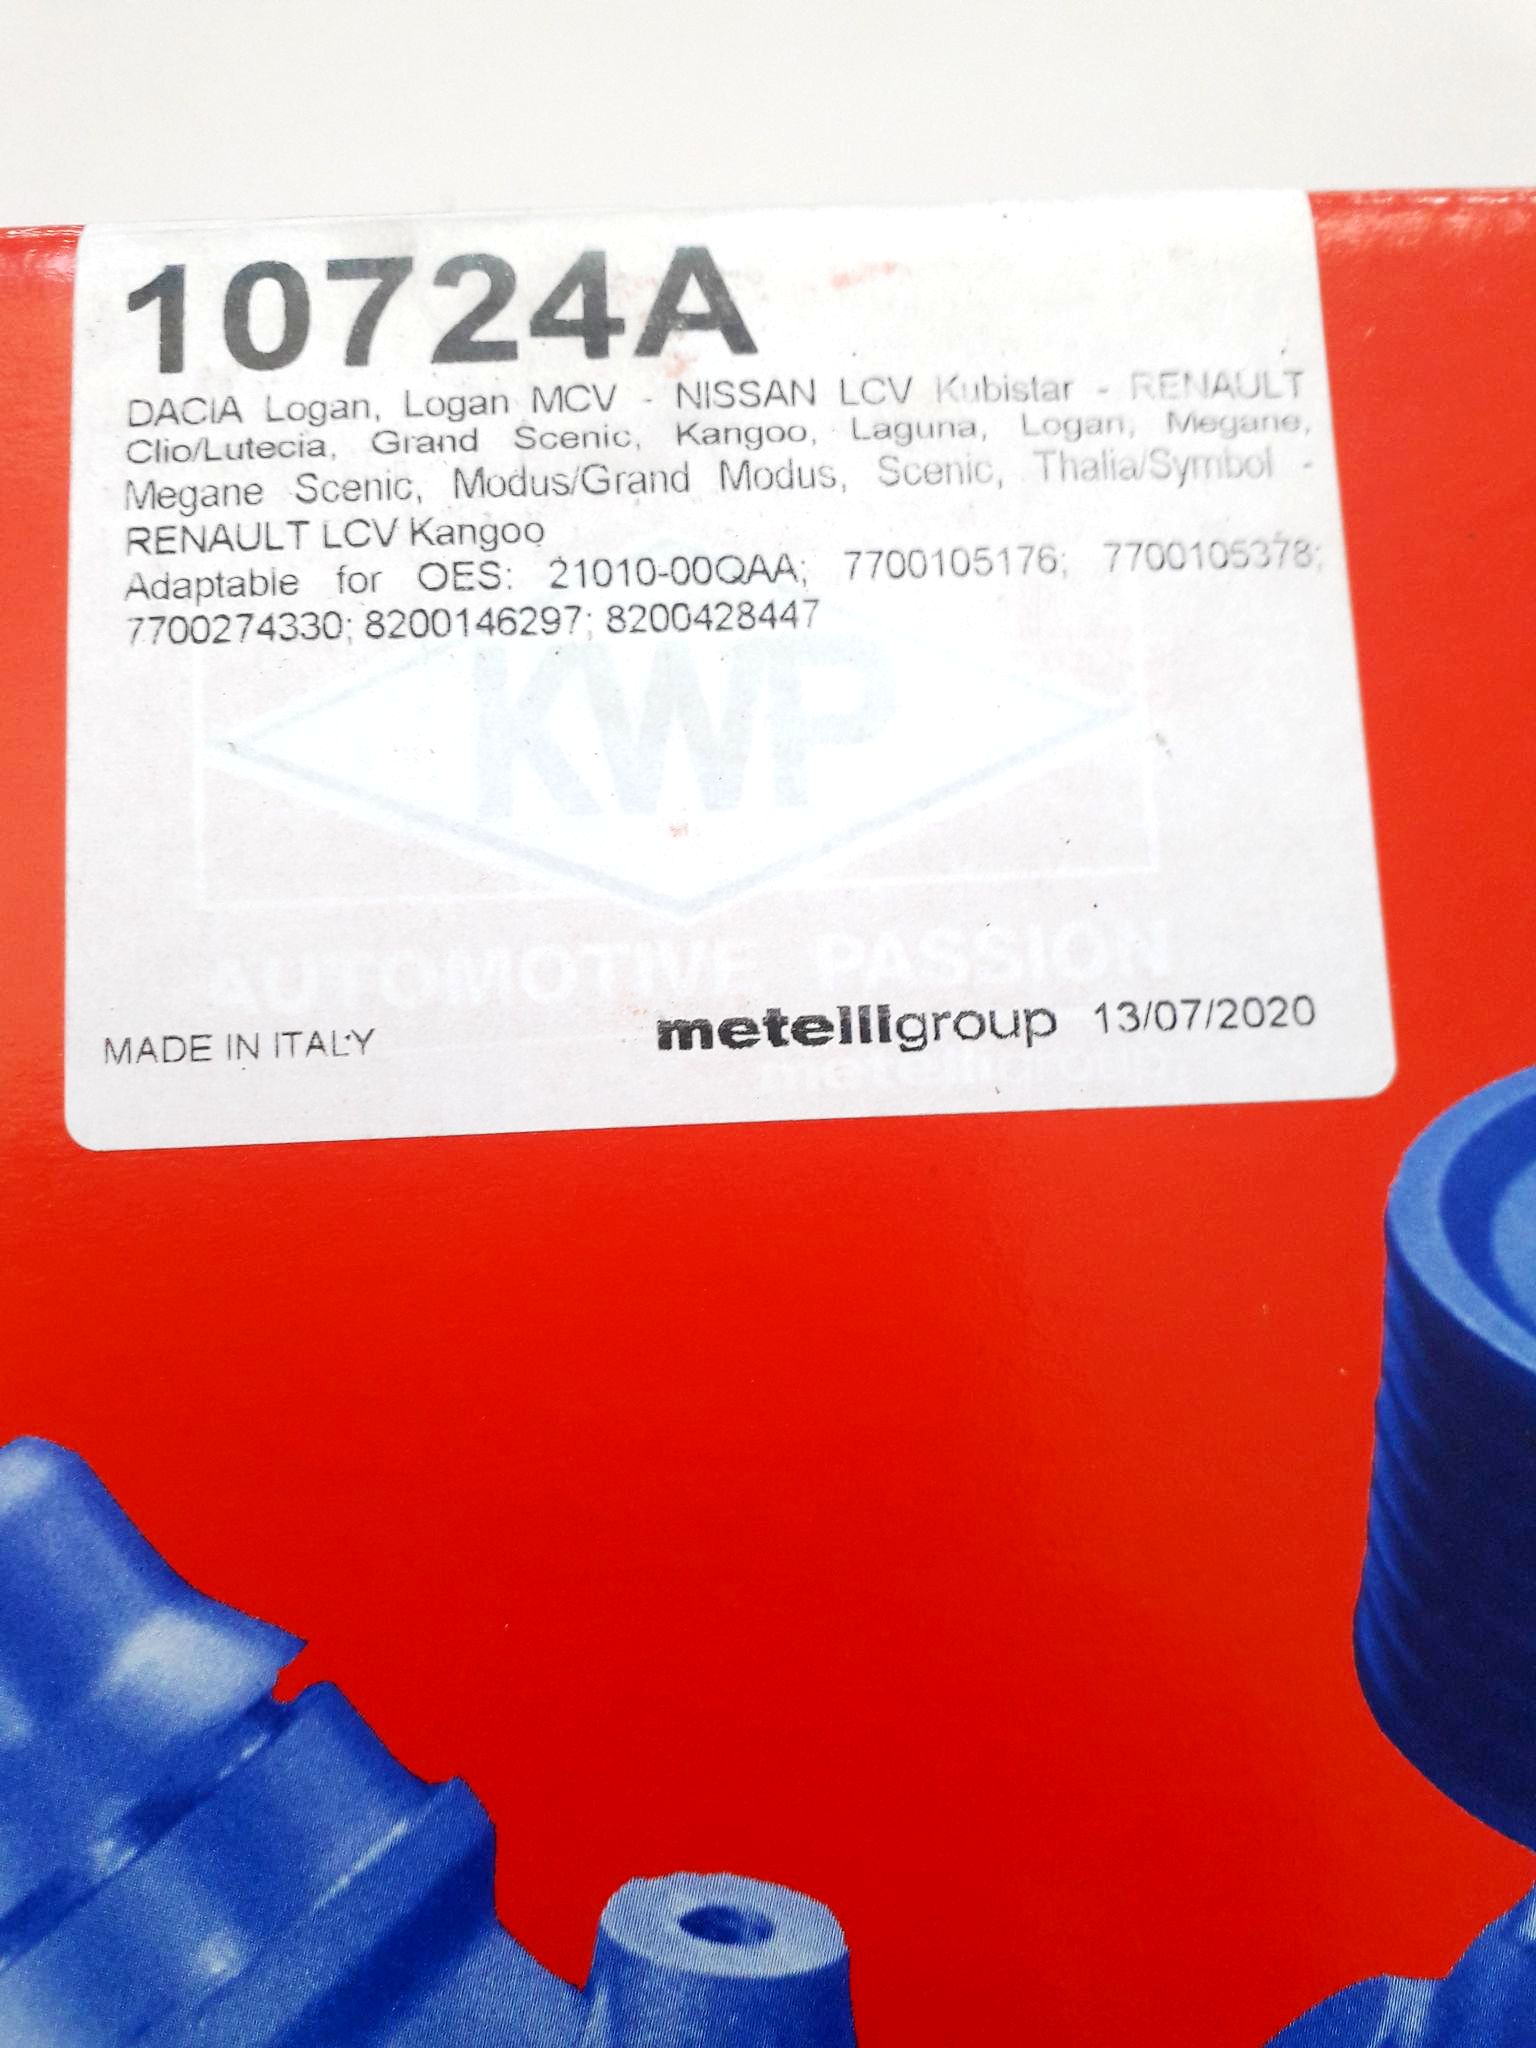 10724A
DACIA Logan, Logan MCV - NISSAN LCV Kubistar - RENAULT
Clio/Lutecia, Grand Scenic, Kangoo, Laguna, Logan, Megane,
Megane Scenic, Modus/Grand Modus, Scenic, Thalia/Symbol -
RENAULT LCV Kangoo
Adaptable for OES: 21010-00QAA; 7700105176; 7700105378;
7700274330; 8200146297; 8200428447
KWP
AUTOMOTIVE PASSION
MADE IN ITALY metelligroup 13/07/2020
metelligroup